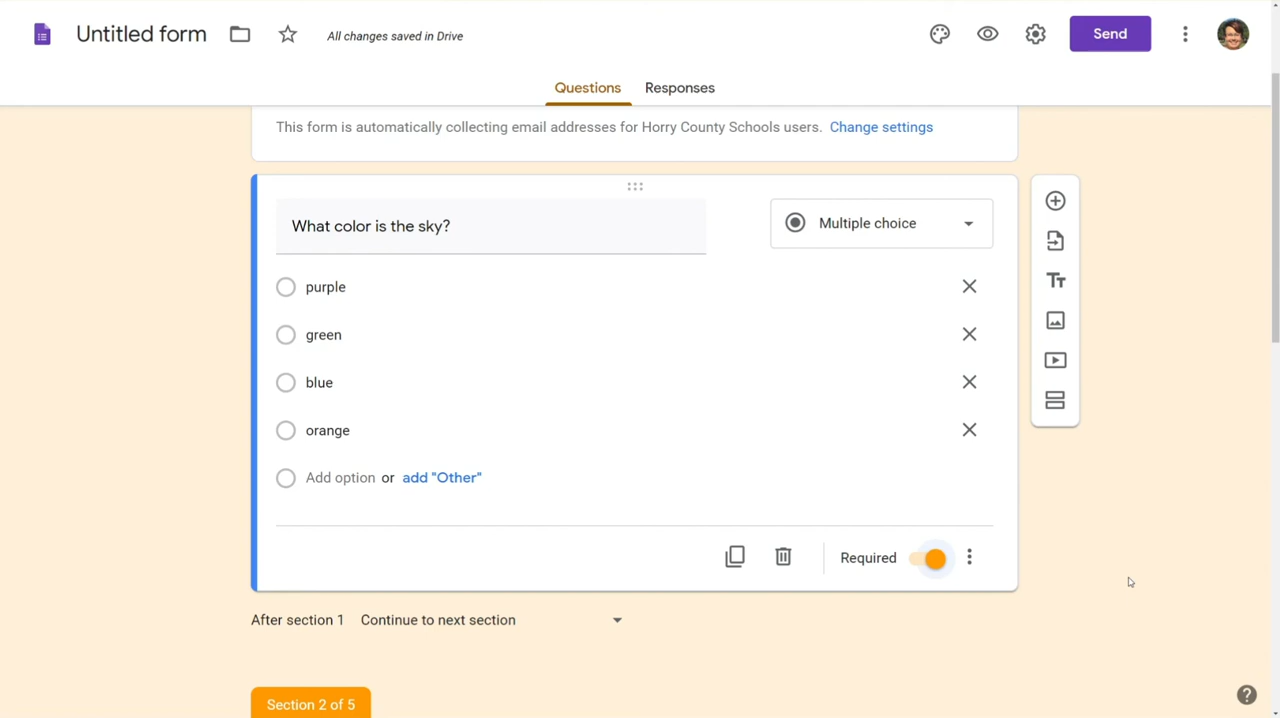 Untitled form
All changes saved in Drive
Send
Questions
Responses
This form is automatically collecting email addresses for Horry County Schools users. Change settings
What color is the sky?
Multiple choice
purple
green
blue
orange
Add option or add "Other"
Required
After section 1 Continue to next section
Section 2 of 5